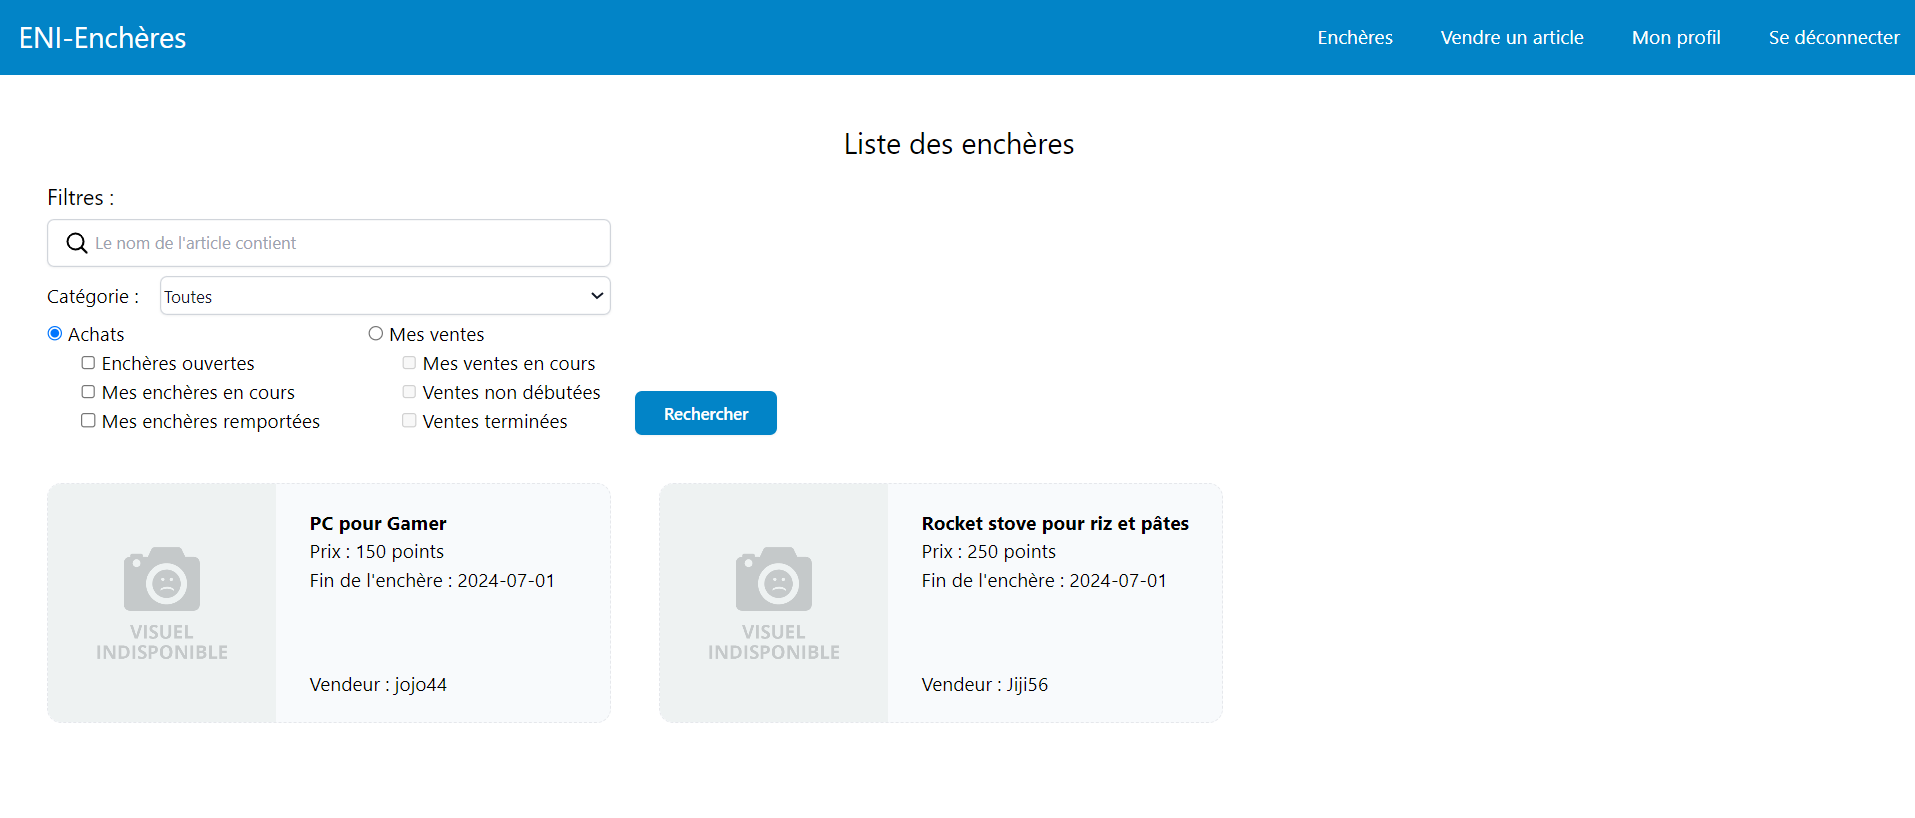 ENI-Enchères
Enchères
Vendre un article
Mon profil
Se déconnecter
Liste des enchères
Filtres :
Le nom de l'article contient
Catégorie :
Toutes
Achats
Enchères ouvertes
Mes enchères en cours
Mes enchères remportées
Mes ventes
Mes ventes en cours
Ventes non débutées
Ventes terminées
Rechercher
VISUEL
INDISPONIBLE
PC pour Gamer
Prix : 150 points
Fin de l'enchère : 2024-07-01
Vendeur : jojo44
VISUEL
INDISPONIBLE
Rocket stove pour riz et pâtes
Prix : 250 points
Fin de l'enchère : 2024-07-01
Vendeur : Jiji56